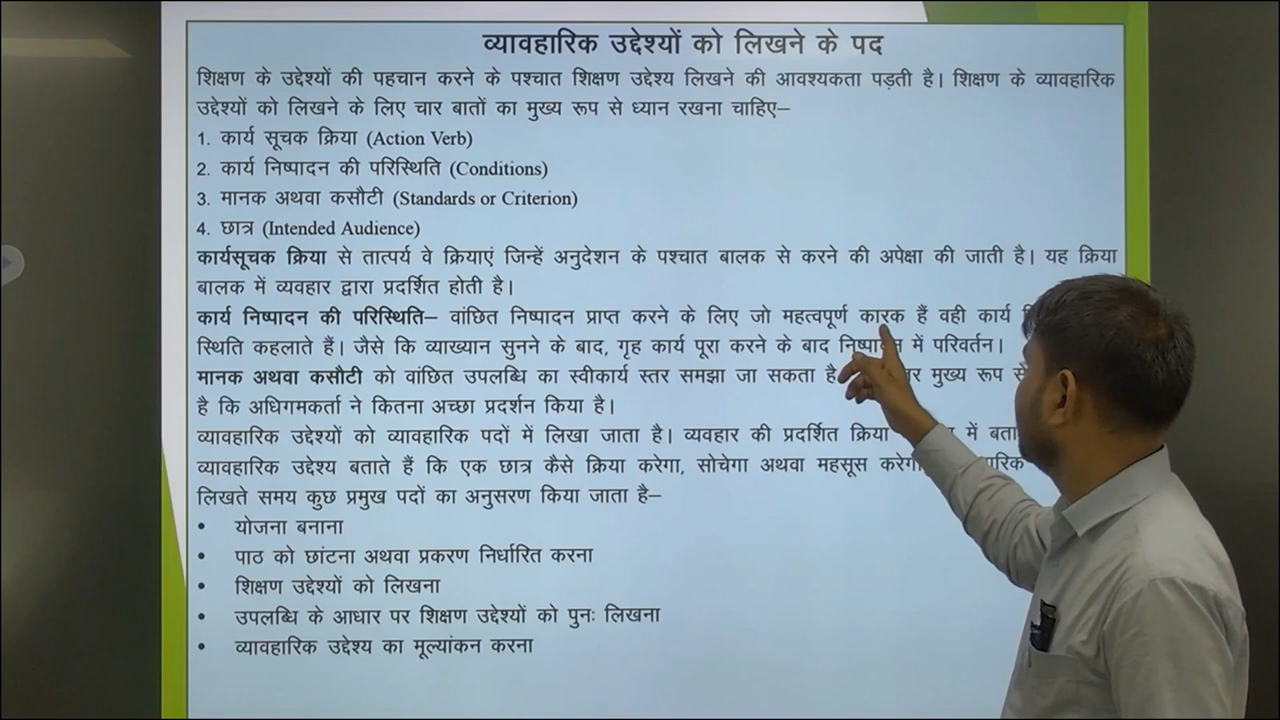 व्यावहारिक उद्देश्यों को लिखने के पद
शिक्षण के उद्देश्यों की पहचान करने के पश्चात शिक्षण उद्देश्य लिखने की आवश्यकता पड़ती है। शिक्षण के व्यावहारिक
उद्देश्यों को लिखने के लिए चार बातों का मुख्य रूप से ध्यान रखना चाहिए–
1. कार्य सूचक क्रिया (Action Verb)
2. कार्य निष्पादन की परिस्थिति (Conditions)
3. मानक अथवा कसौटी (Standards or Criterion)
4. छात्र (Intended Audience)
कार्यसूचक क्रिया से तात्पर्य वे क्रियाएं जिन्हें अनुदेशन के पश्चात बालक से करने की अपेक्षा की जाती है। यह क्रिया
बालक में व्यवहार द्वारा प्रदर्शित होती है।
कार्य निष्पादन की परिस्थिति– वांछित निष्पादन प्राप्त करने के लिए जो महत्वपूर्ण कारक हैं वही कार्य
स्थिति कहलाते हैं। जैसे कि व्याख्यान सुनने के बाद, गृह कार्य पूरा करने के बाद में परिवर्तन।
मानक अथवा कसौटी को वांछित उपलब्धि का स्वीकार्य स्तर समझा जा सकता है मुख्य रूप
है कि अधिगमकर्ता ने कितना अच्छा प्रदर्शन किया है।
व्यावहारिक उद्देश्यों को व्यावहारिक पदों में लिखा जाता है। व्यवहार की प्रदर्शित क्रिया में
व्यावहारिक उद्देश्य बताते हैं कि एक छात्र कैसे क्रिया करेगा, सोचेगा अथवा महसूस
लिखते समय कुछ प्रमुख पदों का अनुसरण किया जाता है–
• योजना बनाना
• पाठ को छांटना अथवा प्रकरण निर्धारित करना
• शिक्षण उद्देश्यों को लिखना
• उपलब्धि के आधार पर शिक्षण उद्देश्यों को पुनः लिखना
• व्यावहारिक उद्देश्य का मूल्यांकन करना